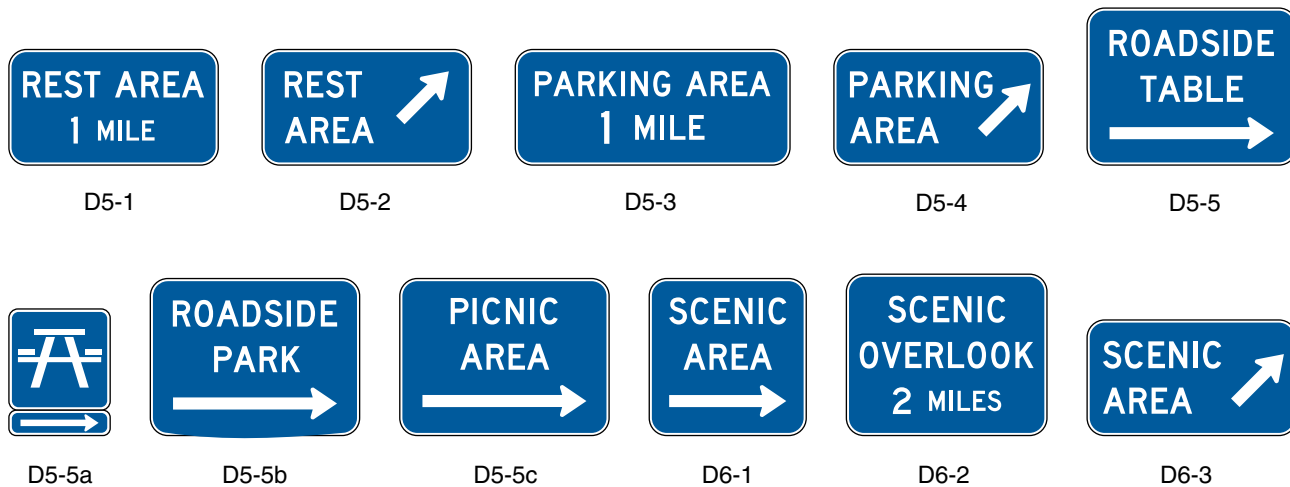 REST AREA
1 MILE
REST
AREA
PARKING AREA
1 MILE
PARKING
AREA
ROADSIDE
TABLE
D5-1
D5-2
D5-3
D5-4
D5-5
ROADSIDE
PARK
PICNIC
AREA
SCENIC
AREA
SCENIC
OVERLOOK
2 MILES
SCENIC
AREA
D5-5a
D5-5b
D5-5c
D6-1
D6-2
D6-3